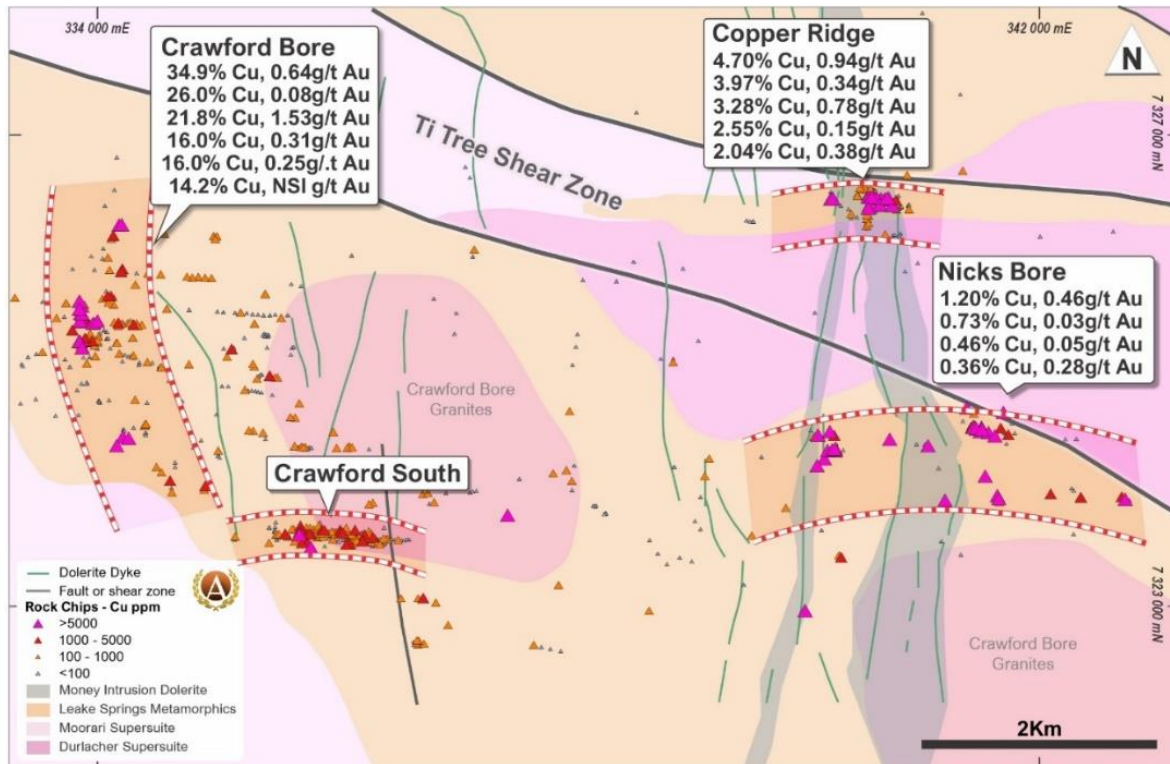 334 000 mE
342 000 mE
Crawford Bore
34.9% Cu, 0.64g/t Au
26.0% Cu, 0.08g/t Au
21.8% Cu, 1.53g/t Au
16.0% Cu, 0.31g/t Au
16.0% Cu, 0.25g/.t Au
14.2% Cu, NSI g/t Au
Copper Ridge
4.70% Cu, 0.94g/t Au
3.97% Cu, 0.34g/t Au
3.28% Cu, 0.78g/t Au
2.55% Cu, 0.15g/t Au
2.04% Cu, 0.38g/t Au
N
7 327 000 mN
Ti Tree Shear Zone
Nicks Bore
1.20% Cu, 0.46g/t Au
0.73% Cu, 0.03g/t Au
0.46% Cu, 0.05g/t Au
0.36% Cu, 0.28g/t Au
Crawford Bore
Granites
Crawford South
7 323 000 mN
Dolerite Dyke
Fault or shear zone
Rock Chips - Cu ppm
>5000
1000 - 5000
100 - 1000
<100
Money Intrusion Dolerite
Leake Springs Metamorphics
Moorari Supersuite
Durlacher Supersuite
A
Crawford Bore
Granites
2Km